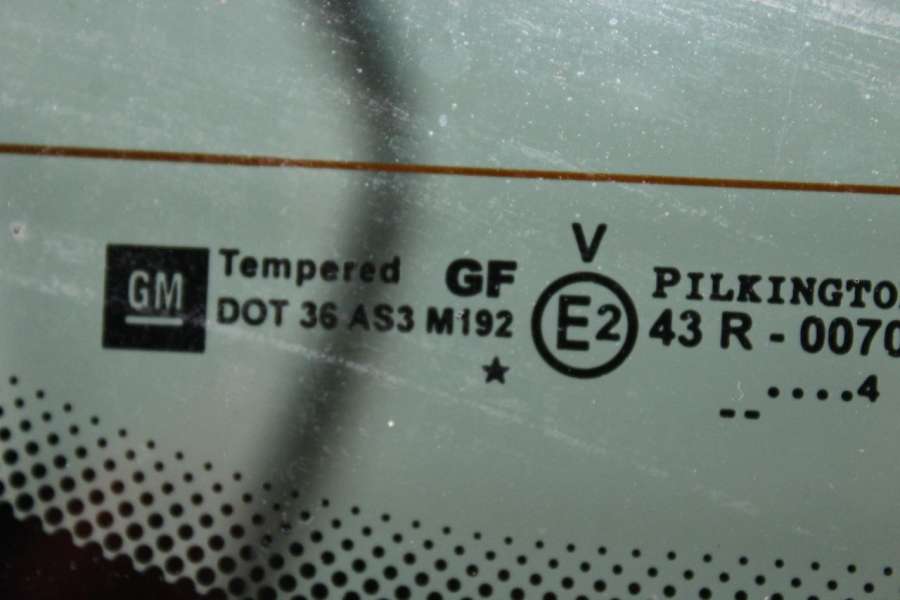 V
GM Tempered GF E2 PILKINGTO
DOT 36 AS3 M192 43 R - 0070
★ ....4
--